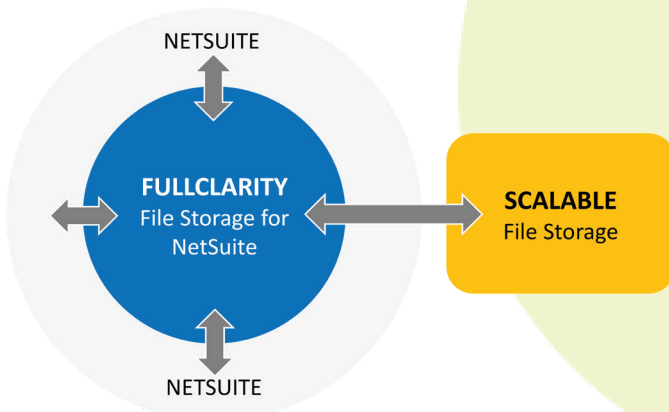 NETSUITE
FULLCLARITY
File Storage for
NetSuite
SCALABLE
File Storage
NETSUITE